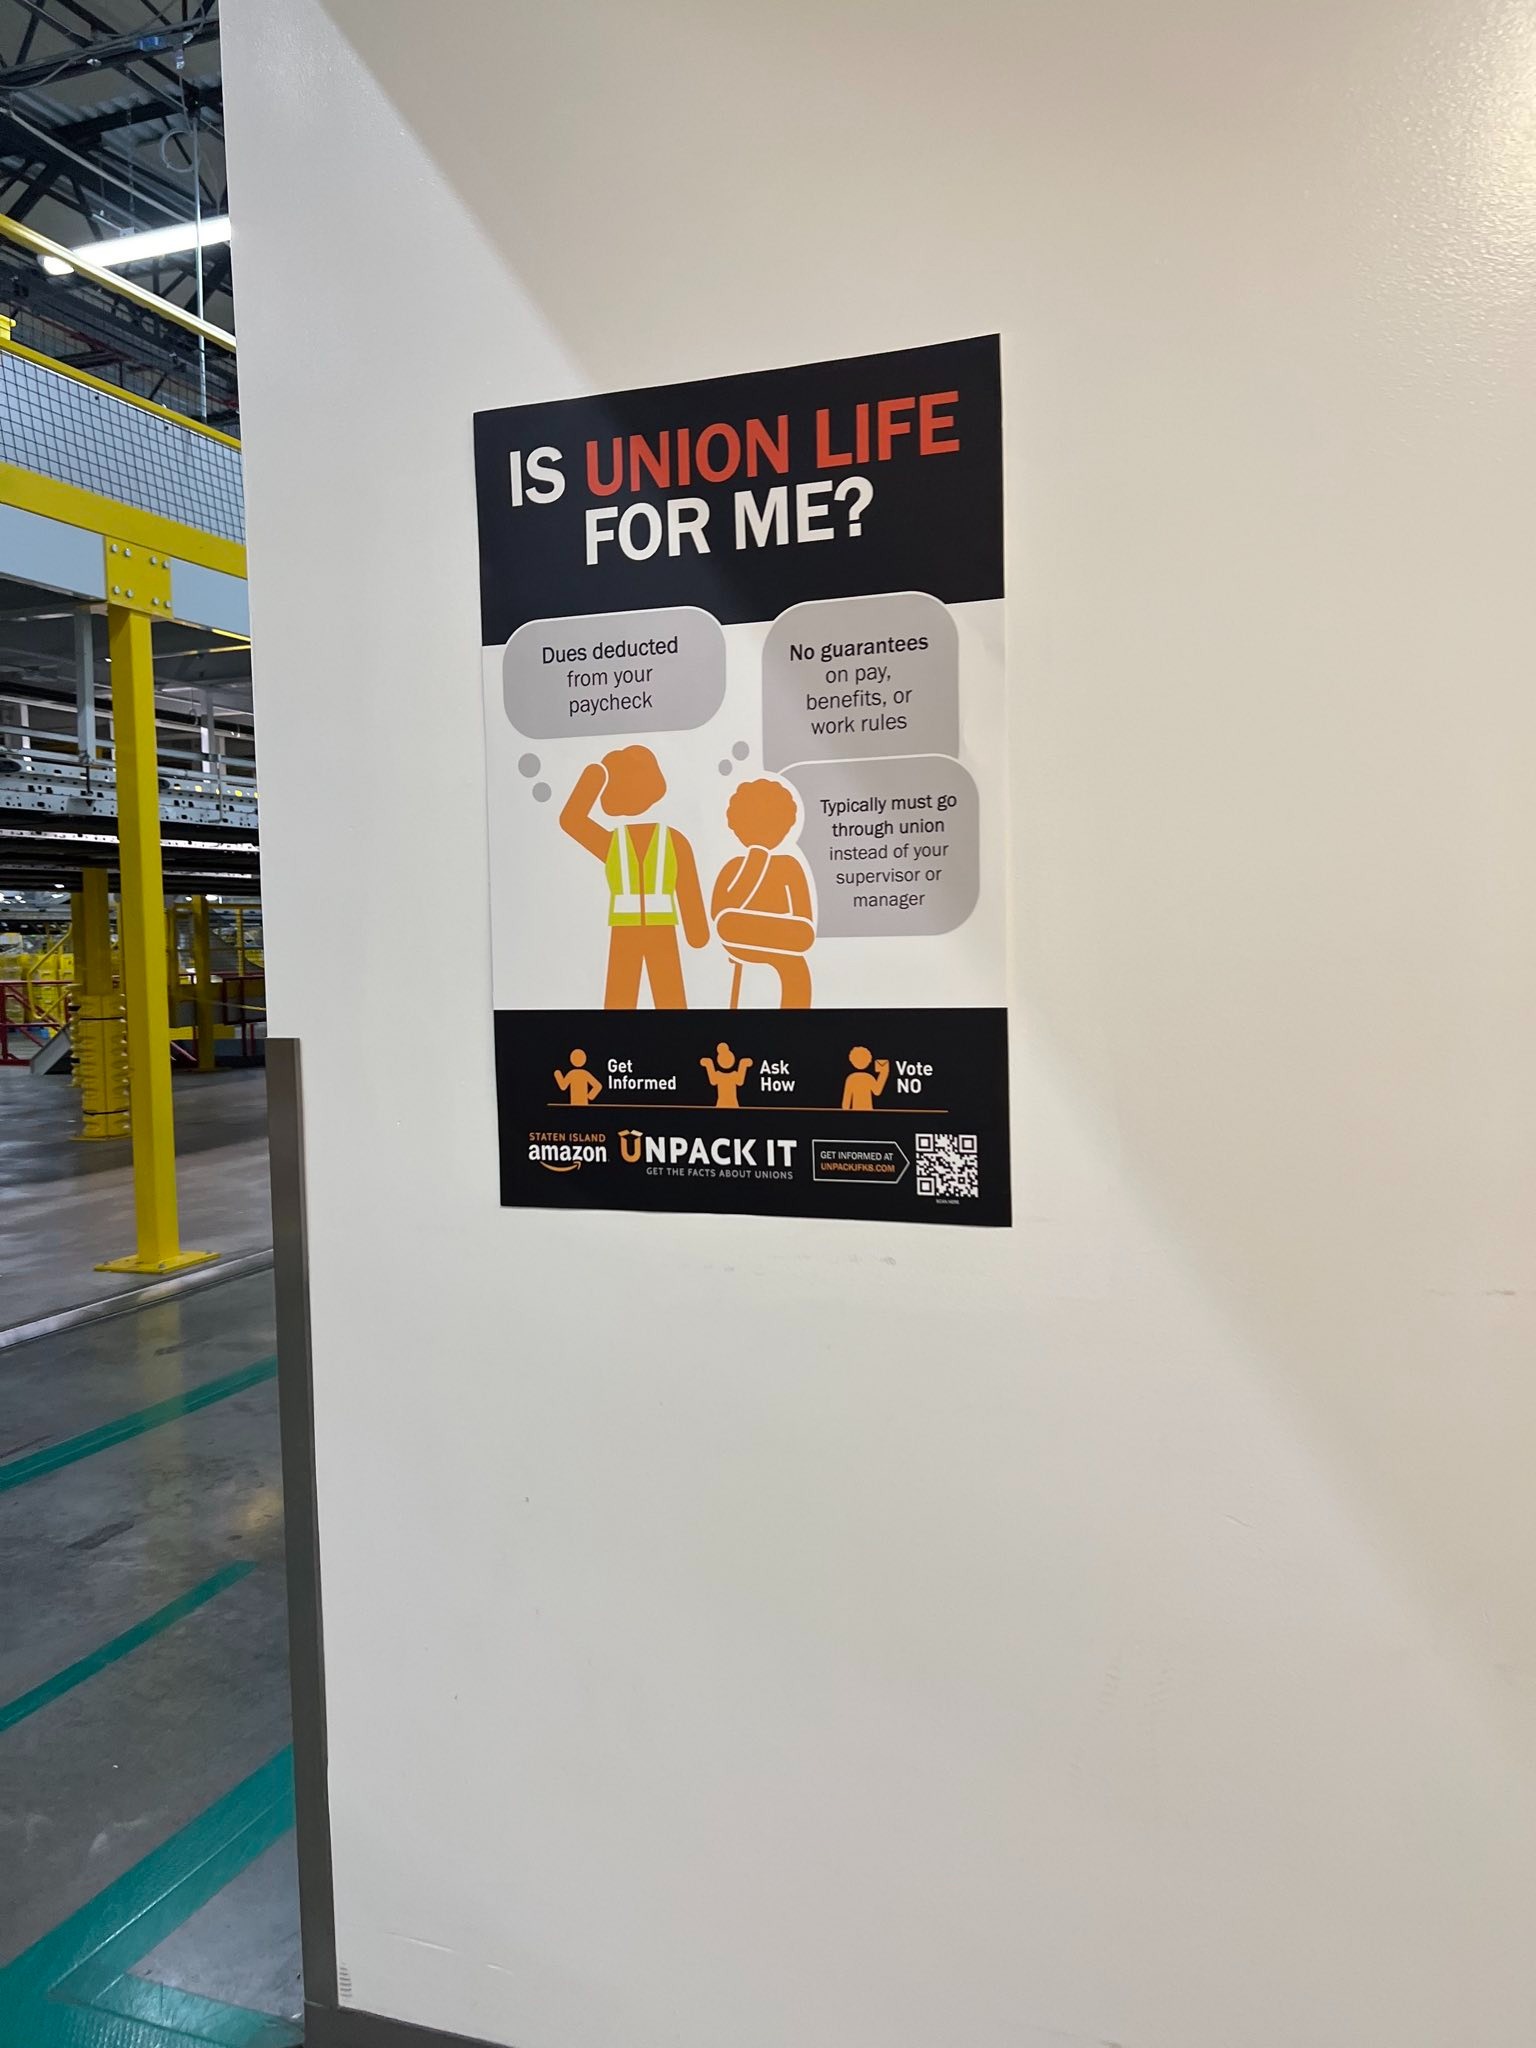 IS UNION LIFE
FOR ME?
Dues deducted
from your
paycheck
No guarantees
on pay,
benefits, or
work rules
Typically must go
through union
instead of your
supervisor or
manager
Get
Informed
Ask
How
Vote
NO
STATEN ISLAND
amazon
UNPACK IT
GET THE FACTS ABOUT UNIONS
GET INFORMED AT
UNPACKJFK8.COM
SCAN HERE